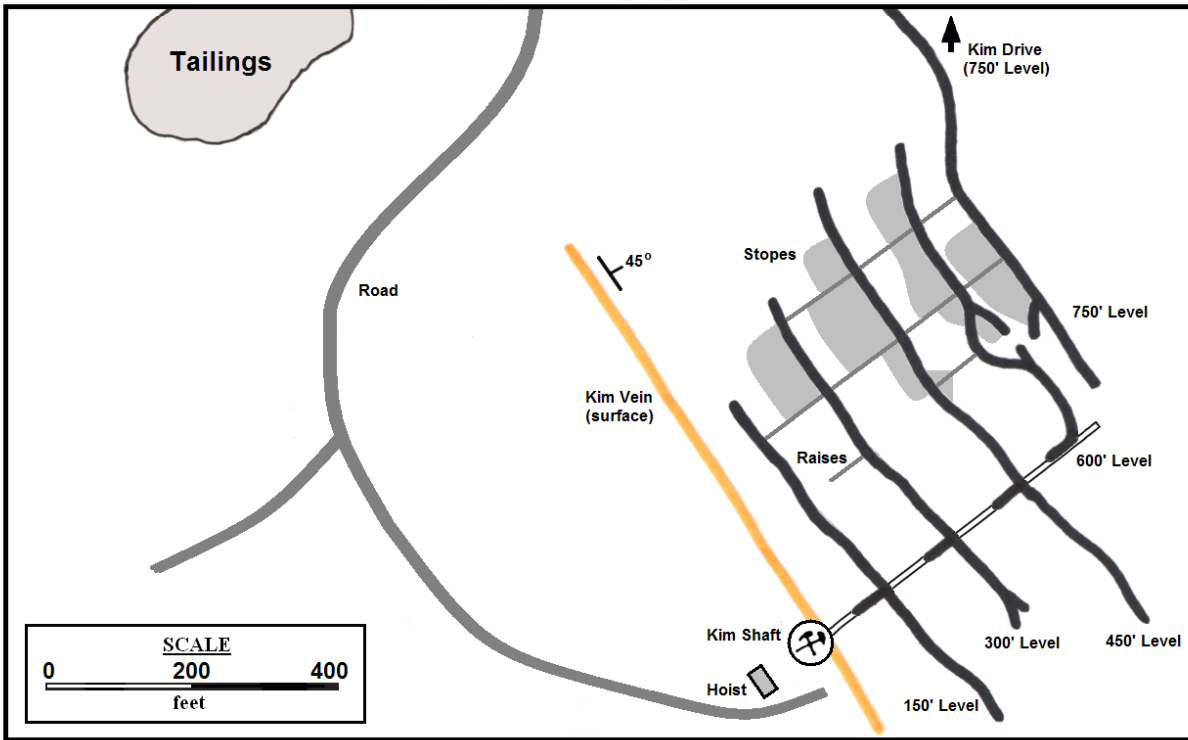 Tailings
Kim Drive
(750' Level)
Stopes
45°
Road
750' Level
Kim Vein
(surface)
Raises
600' Level
Kim Shaft
300' Level
450' Level
Hoist
150' Level
SCALE
0 200 400
feet